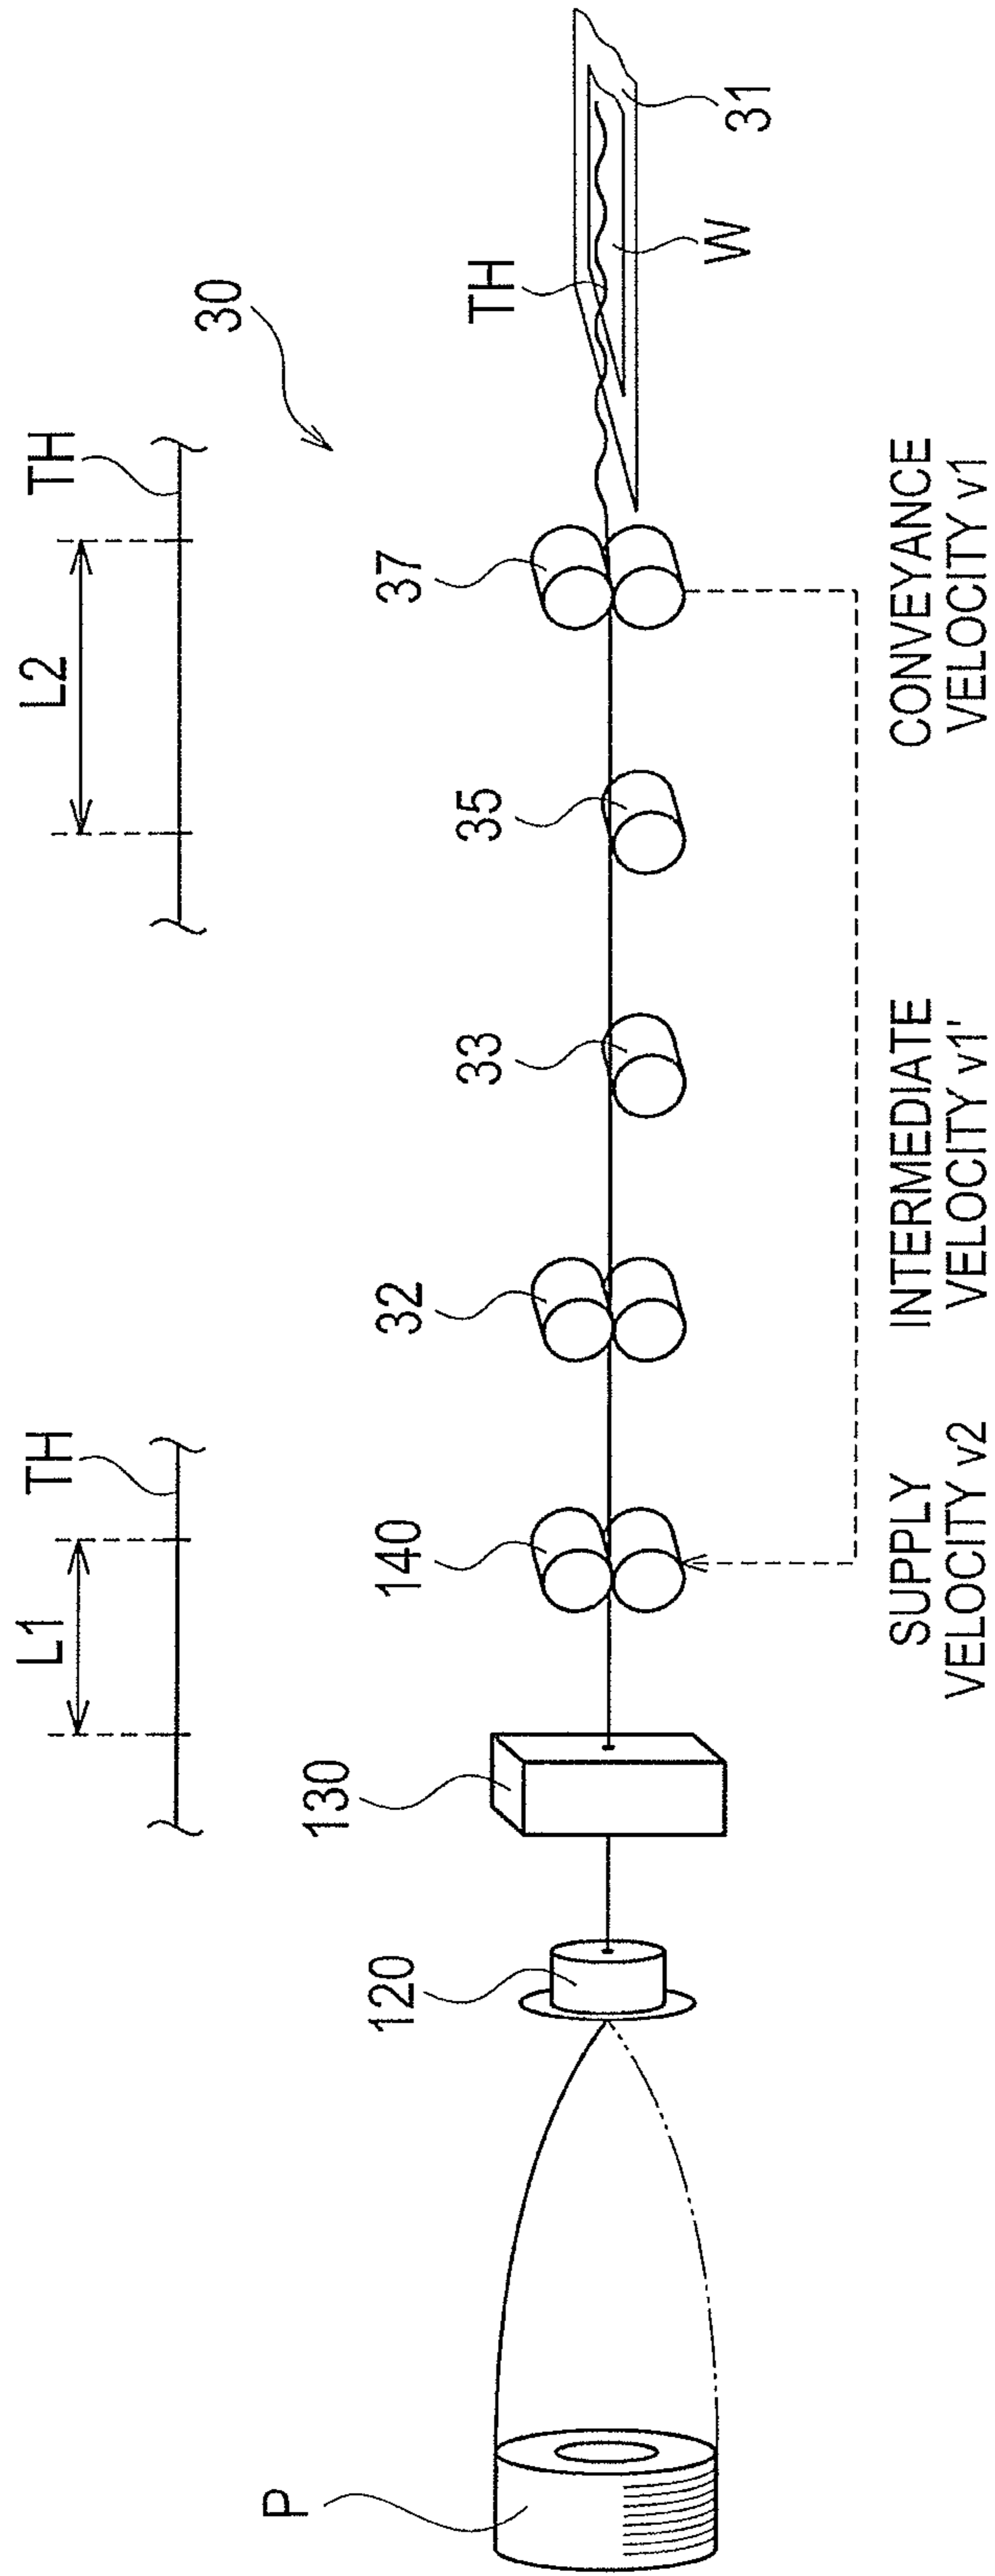 L1
TH
L2
TH
30
P
120
130
140
32
33
35
37
TH
W
31
SUPPLY
VELOCITY v2
INTERMEDIATE
VELOCITY v1'
CONVEYANCE
VELOCITY v1